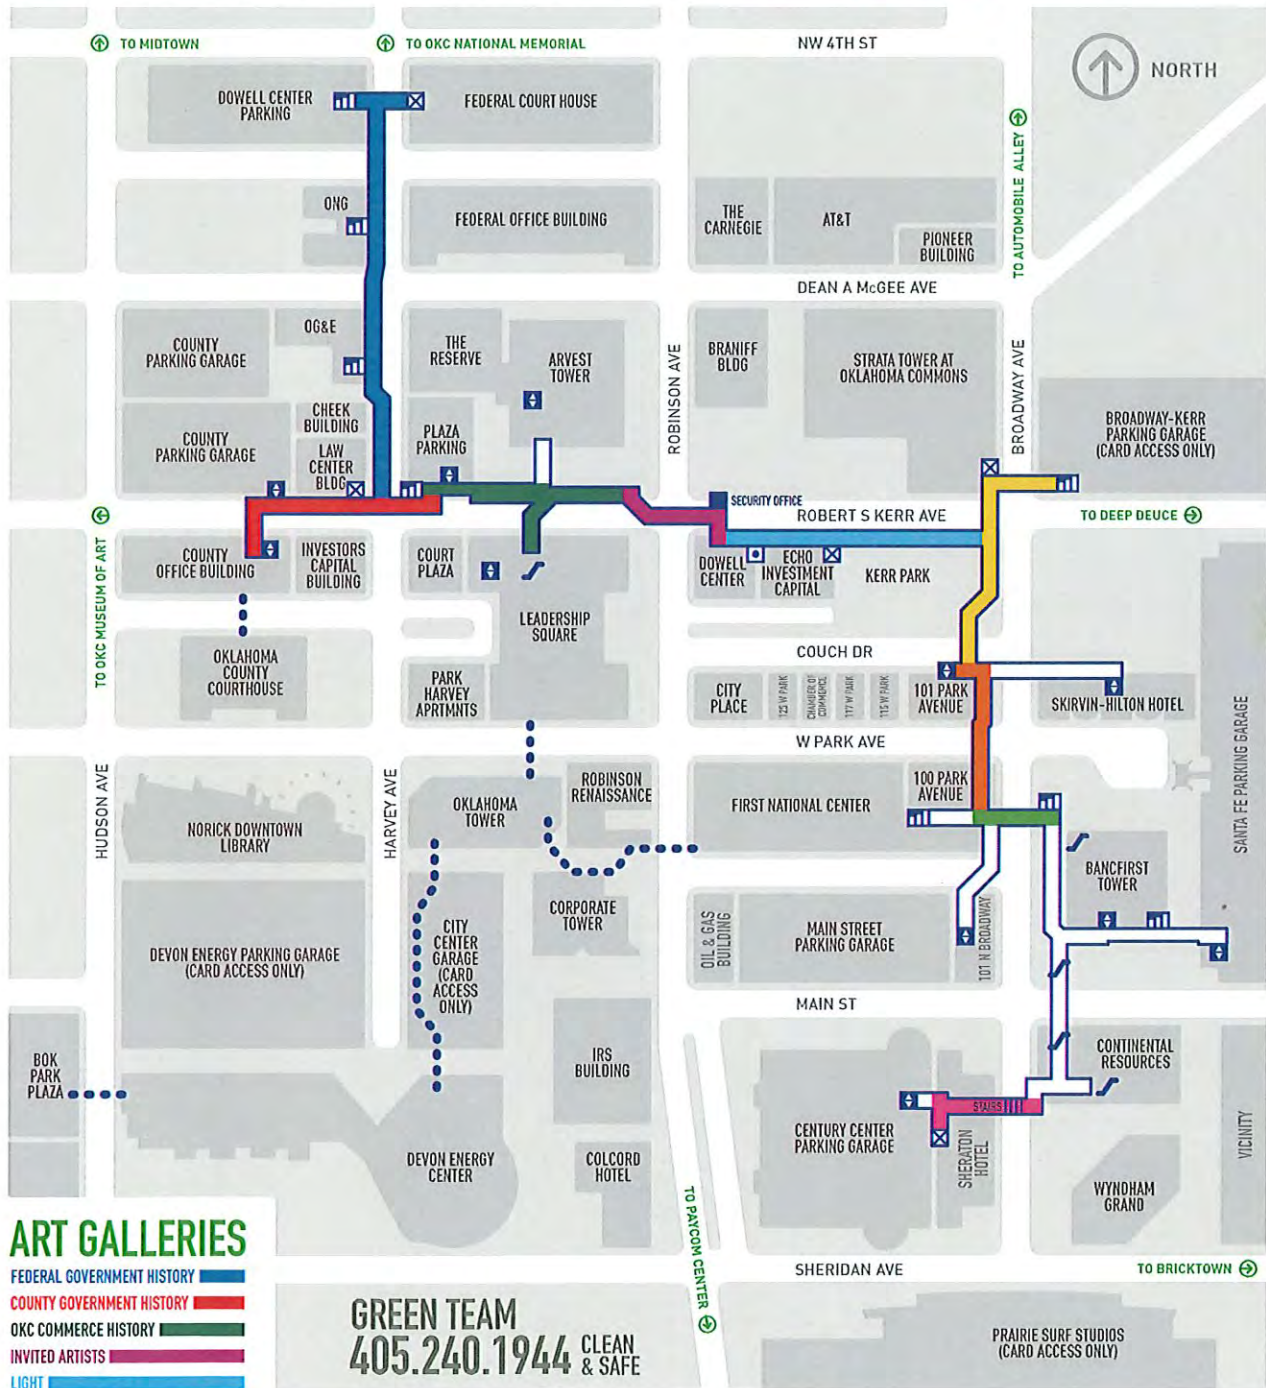 TO MIDTOWN
TO OKC NATIONAL MEMORIAL
NW 4TH ST
NORTH
DOWELL CENTER
PARKING
FEDERAL COURT HOUSE
TO AUTOMOBILE ALLEY
ONG
FEDERAL OFFICE BUILDING
THE
CARNEGIE
AT&T
PIONEER
BUILDING
DEAN A McGEE AVE
COUNTY
PARKING GARAGE
OG&E
THE
RESERVE
ARVEST
TOWER
ROBINSON AVE
BRANIFF
BLDG
STRATA TOWER AT
OKLAHOMA COMMONS
BROADWAY AVE
BROADWAY-KERR
PARKING GARAGE
(CARD ACCESS ONLY)
COUNTY
PARKING GARAGE
CHEEK
BUILDING
LAW
CENTER
BLDG
PLAZA
PARKING
SECURITY OFFICE
ROBERT S KERR AVE
TO DEEP DEUCE
TO OKC MUSEUM OF ART
COUNTY
OFFICE BUILDING
INVESTORS
CAPITAL
BUILDING
COURT
PLAZA
LEADERSHIP
SQUARE
DOWELL
CENTER
ECHO
INVESTMENT
CAPITAL
KERR PARK
OKLAHOMA
COUNTY
COURTHOUSE
PARK
HARVEY
APRTMNTS
COUCH DR
CITY
PLACE
125 W PARK
CHAMBER OF
COMMERCE
117 W PARK
115 W PARK
101 PARK
AVENUE
SKIRVIN-HILTON HOTEL
SANTA FE PARKING GARAGE
W PARK AVE
HUDSON AVE
NORICK DOWNTOWN
LIBRARY
HARVEY AVE
OKLAHOMA
TOWER
ROBINSON
RENAISSANCE
FIRST NATIONAL CENTER
100 PARK
AVENUE
BANCFIRST
TOWER
DEVON ENERGY PARKING GARAGE
(CARD ACCESS ONLY)
CITY
CENTER
GARAGE
(CARD
ACCESS
ONLY)
CORPORATE
TOWER
OIL & GAS
BUILDING
MAIN STREET
PARKING GARAGE
101 N BROADWAY
MAIN ST
BOK
PARK
PLAZA
IRS
BUILDING
CONTINENTAL
RESOURCES
STAIRS
CENTURY CENTER
PARKING GARAGE
SHERATON
HOTEL
VICINITY
DEVON ENERGY
CENTER
COLCORD
HOTEL
WYNDHAM
GRAND
TO PAYCOM CENTER
SHERIDAN AVE
TO BRICKTOWN
ART GALLERIES
FEDERAL GOVERNMENT HISTORY
COUNTY GOVERNMENT HISTORY
OKC COMMERCE HISTORY
INVITED ARTISTS
LIGHT
GREEN TEAM
405.240.1944 CLEAN
& SAFE
PRAIRIE SURF STUDIOS
(CARD ACCESS ONLY)